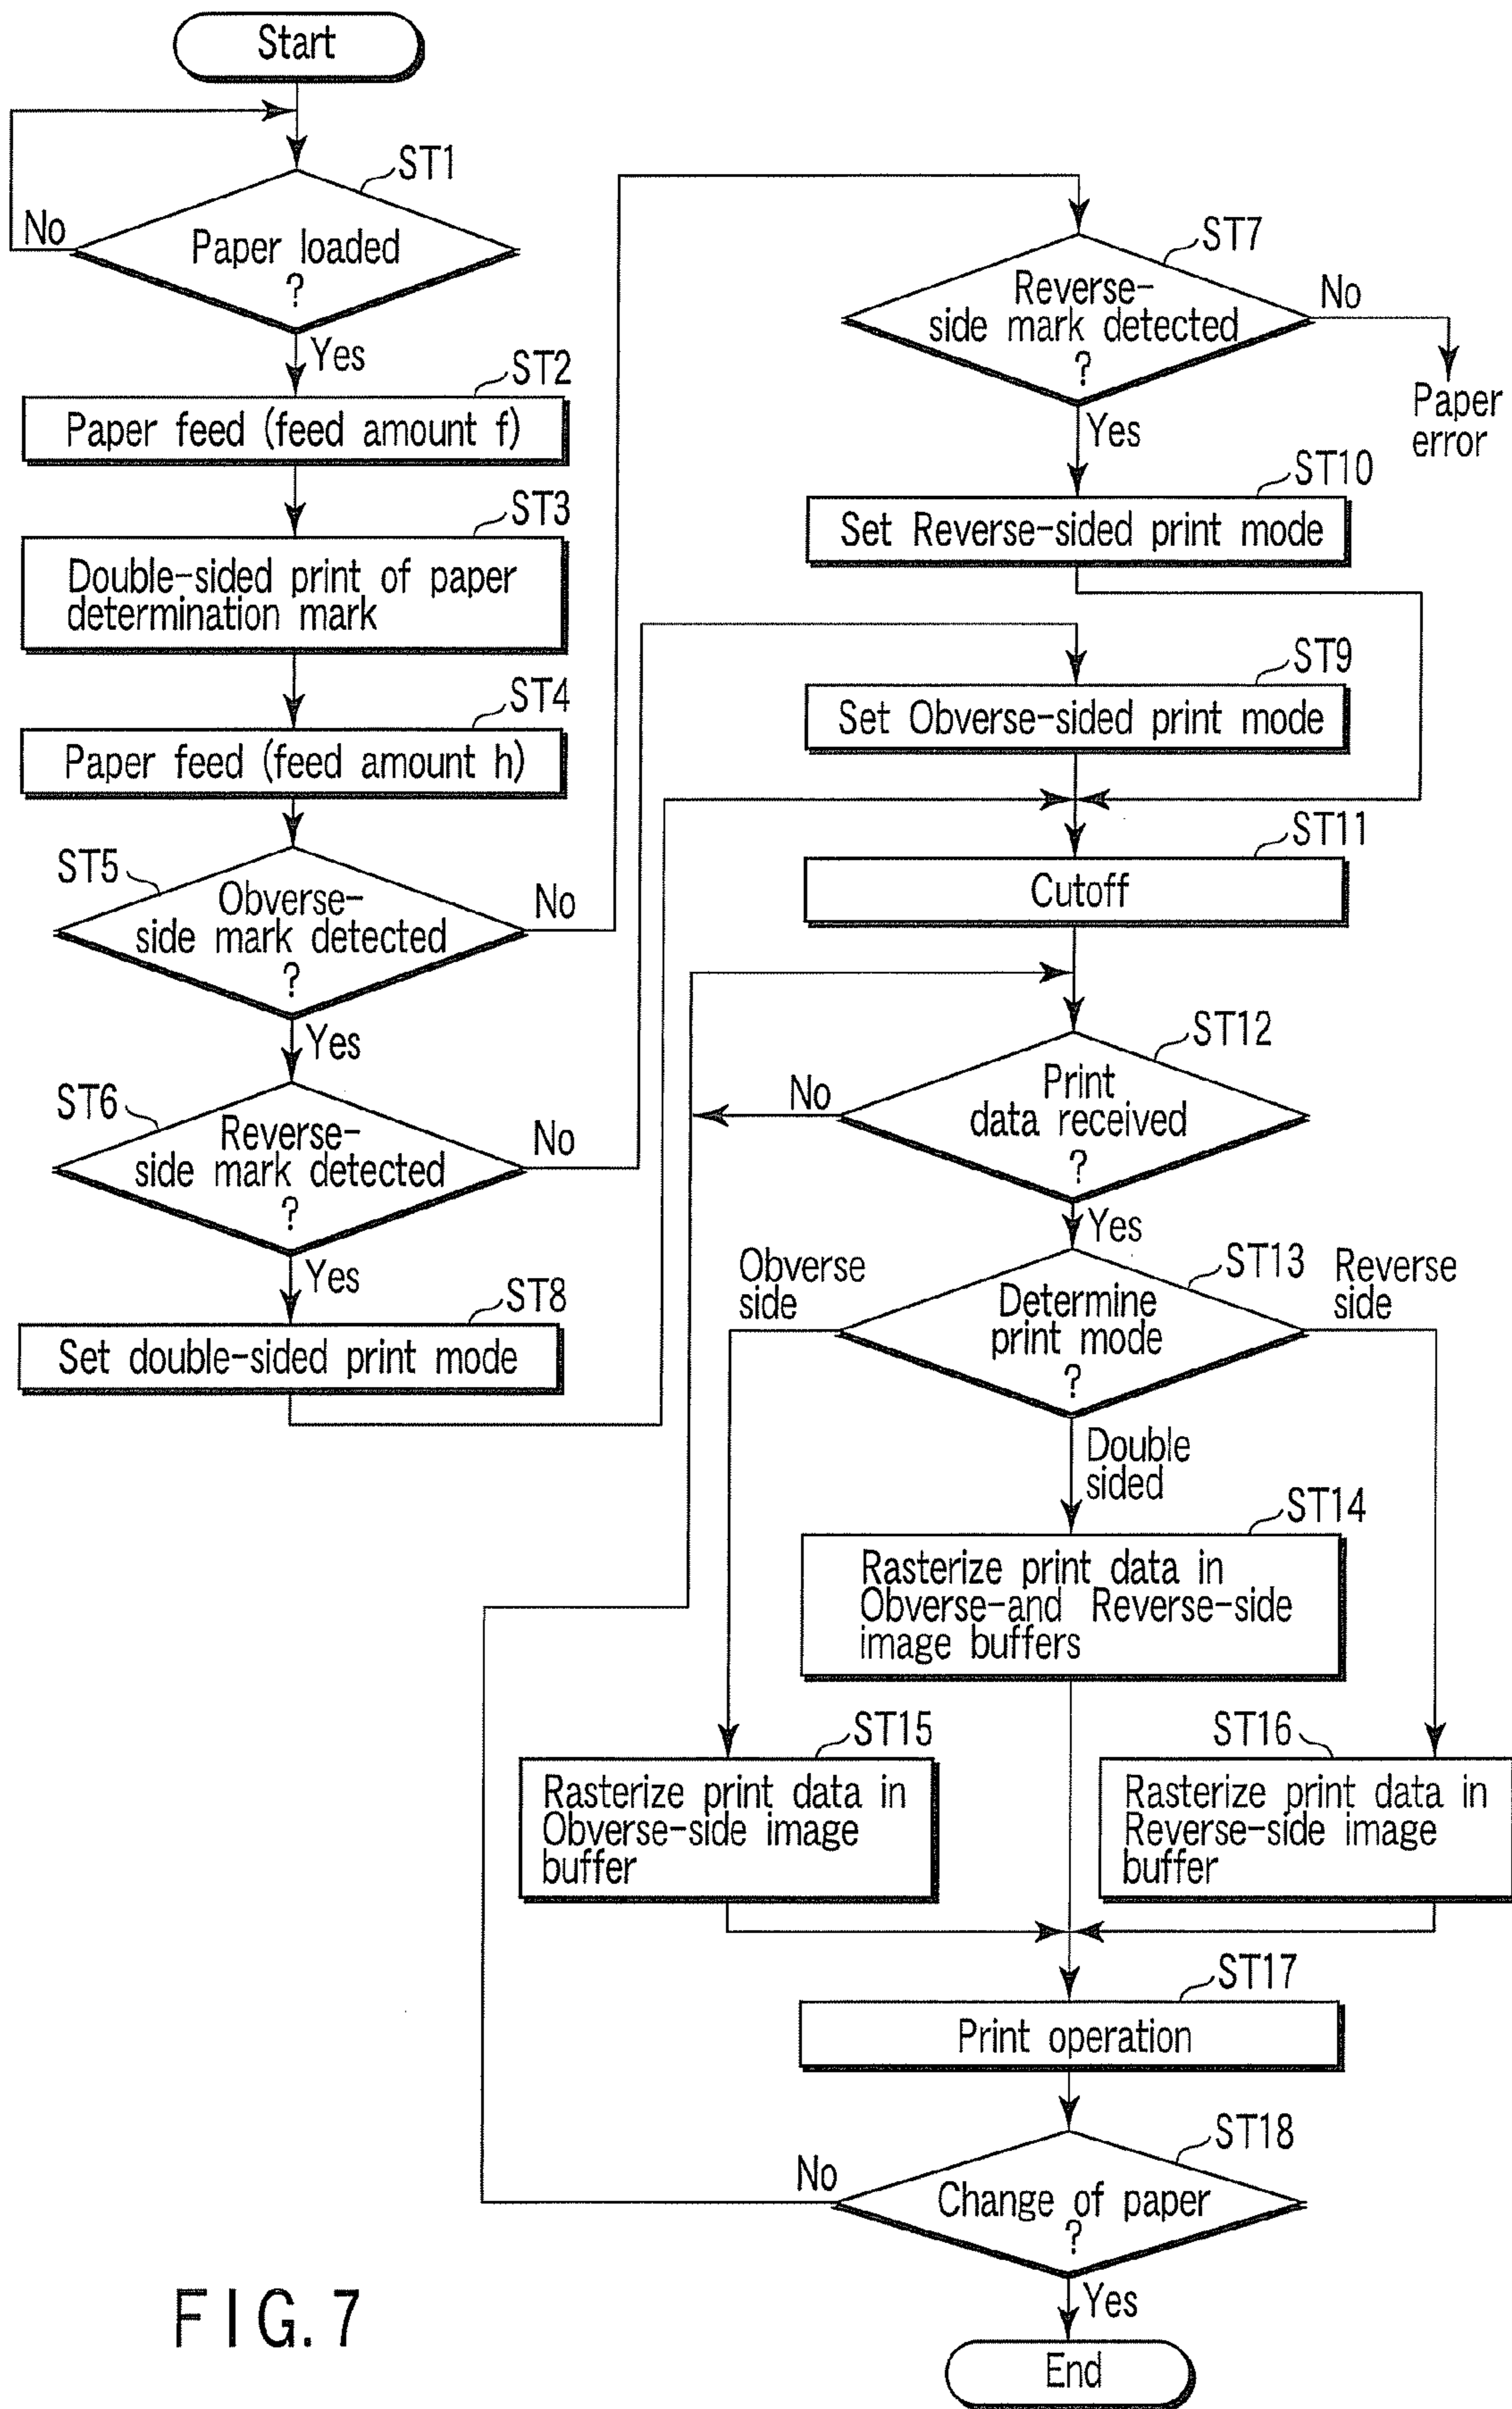 Start
ST1
No
Paper loaded
?
Yes
ST2
Paper feed (feed amount f)
ST3
Double-sided print of paper
determination mark
ST4
Paper feed (feed amount h)
ST5
Obverse-
side mark detected
?
No
Yes
ST6
Reverse-
side mark detected
?
No
Yes
ST8
Set double-sided print mode
ST7
Reverse-
side mark detected
?
No
Paper
error
Yes
ST10
Set Reverse-sided print mode
ST9
Set Obverse-sided print mode
ST11
Cutoff
ST12
Print
data received
?
No
Yes
ST13
Obverse
side
Determine
print mode
?
Reverse
side
Double
sided
ST14
Rasterize print data in
Obverse-and Reverse-side
image buffers
ST15
Rasterize print data in
Obverse-side image
buffer
ST16
Rasterize print data in
Reverse-side image
buffer
ST17
Print operation
ST18
No
Change of paper
?
Yes
End
FIG. 7